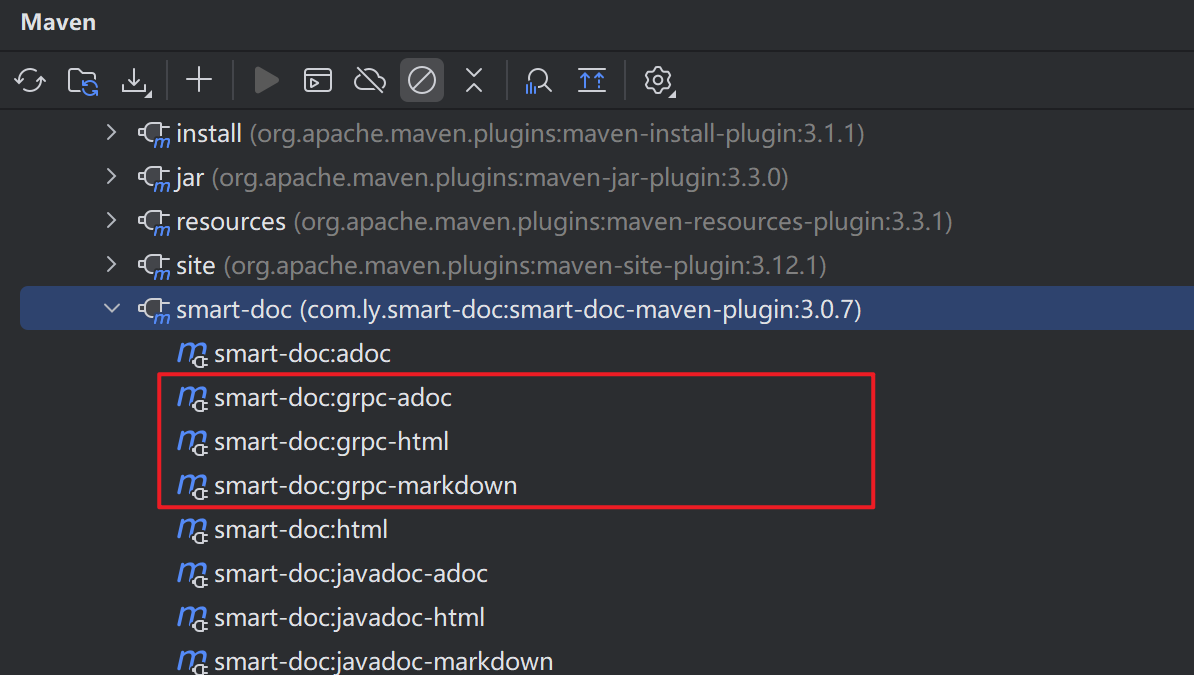 Maven
install (org.apache.maven.plugins:maven-install-plugin:3.1.1)
jar (org.apache.maven.plugins:maven-jar-plugin:3.3.0)
resources (org.apache.maven.plugins:maven-resources-plugin:3.3.1)
site (org.apache.maven.plugins:maven-site-plugin:3.12.1)
smart-doc (com.ly.smart-doc:smart-doc-maven-plugin:3.0.7)
smart-doc:adoc
smart-doc:grpc-adoc
smart-doc:grpc-html
smart-doc:grpc-markdown
smart-doc:html
smart-doc:javadoc-adoc
smart-doc:javadoc-html
smart-doc:javadoc-markdown